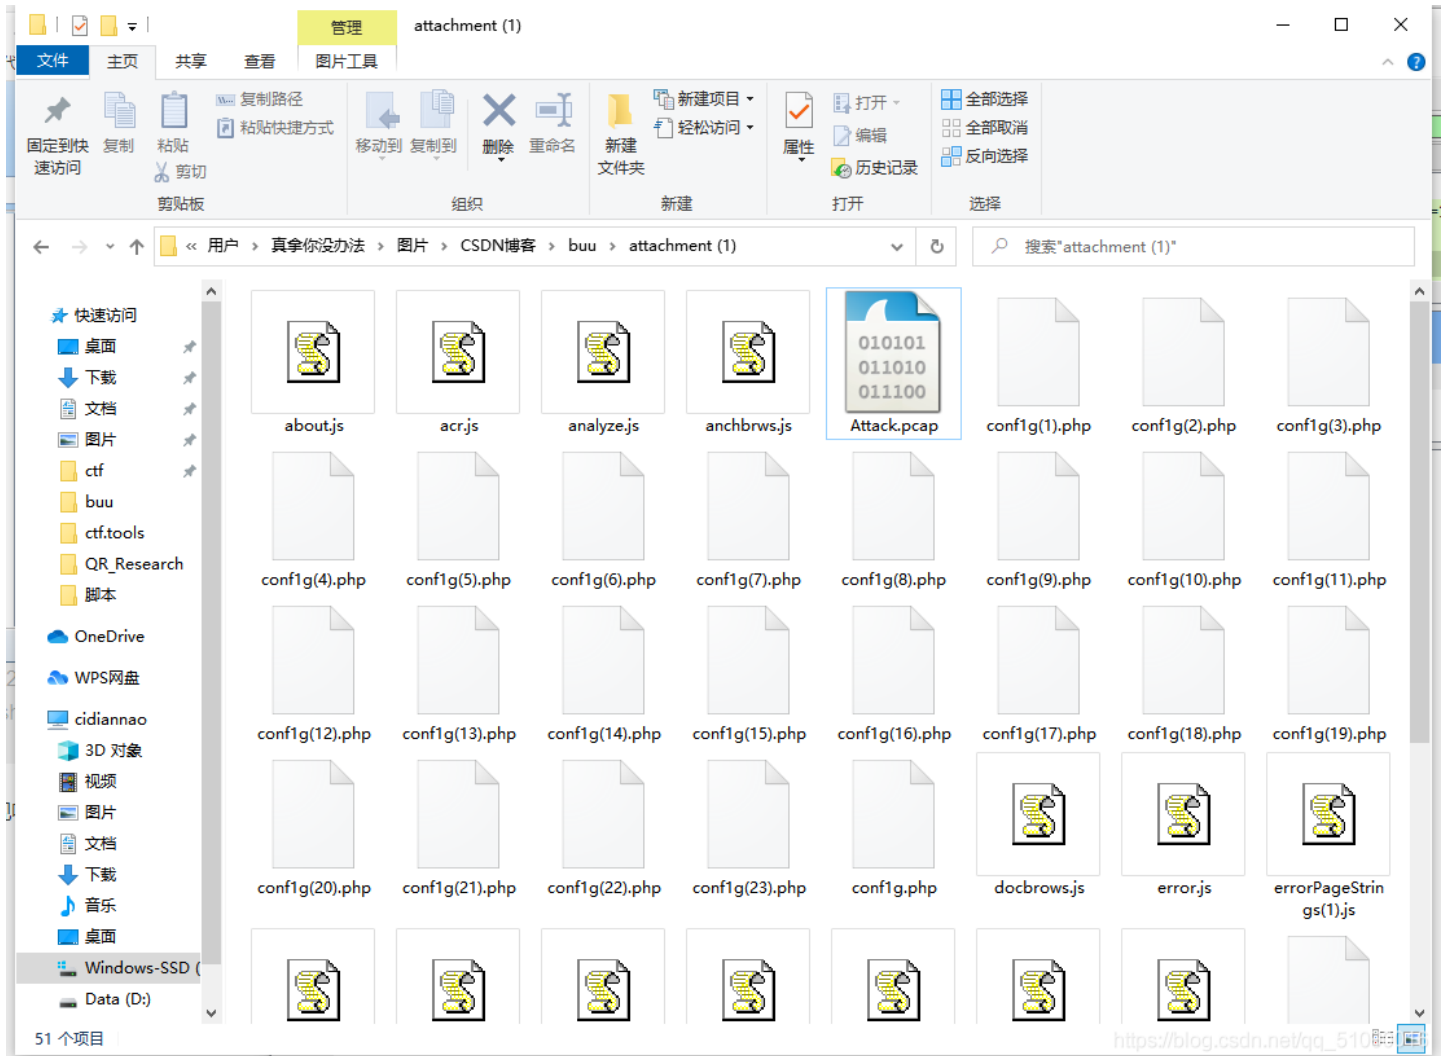 管理
attachment (1)
文件
主页
共享
查看
图片工具
固定到快
速访问
复制
粘贴
复制路径
粘贴快捷方式
剪切
剪贴板
移动到
复制到
删除
重命名
组织
新建
文件夹
新建项目
轻松访问
新建
属性
打开
编辑
历史记录
打开
全部选择
全部取消
反向选择
选择
« 用户 › 真拿你没办法 › 图片 › CSDN博客 › buu › attachment (1)
搜索"attachment (1)"
快速访问
桌面
下载
文档
图片
ctf
buu
ctf.tools
QR_Research
脚本
OneDrive
WPS网盘
cidiannao
3D 对象
视频
图片
文档
下载
音乐
桌面
Windows-SSD (
Data (D:)
about.js
acr.js
analyze.js
anchbrws.js
010101
011010
011100
Attack.pcap
conf1g(1).php
conf1g(2).php
conf1g(3).php
conf1g(4).php
conf1g(5).php
conf1g(6).php
conf1g(7).php
conf1g(8).php
conf1g(9).php
conf1g(10).php
conf1g(11).php
conf1g(12).php
conf1g(13).php
conf1g(14).php
conf1g(15).php
conf1g(16).php
conf1g(17).php
conf1g(18).php
conf1g(19).php
conf1g(20).php
conf1g(21).php
conf1g(22).php
conf1g(23).php
conf1g.php
docbrows.js
error.js
errorPageStrin
gs(1).js
51 个项目